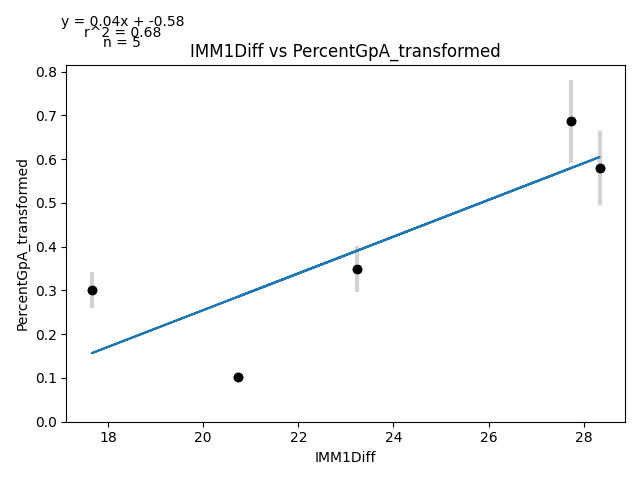 y = 0.04x + -0.58
r^2 = 0.68
n = 5
IMM1Diff vs PercentGpA_transformed
PercentGpA_transformed
0.8
0.7
0.6
0.5
0.4
0.3
0.2
0.1
0.0
18 20 22 24 26 28
IMM1Diff